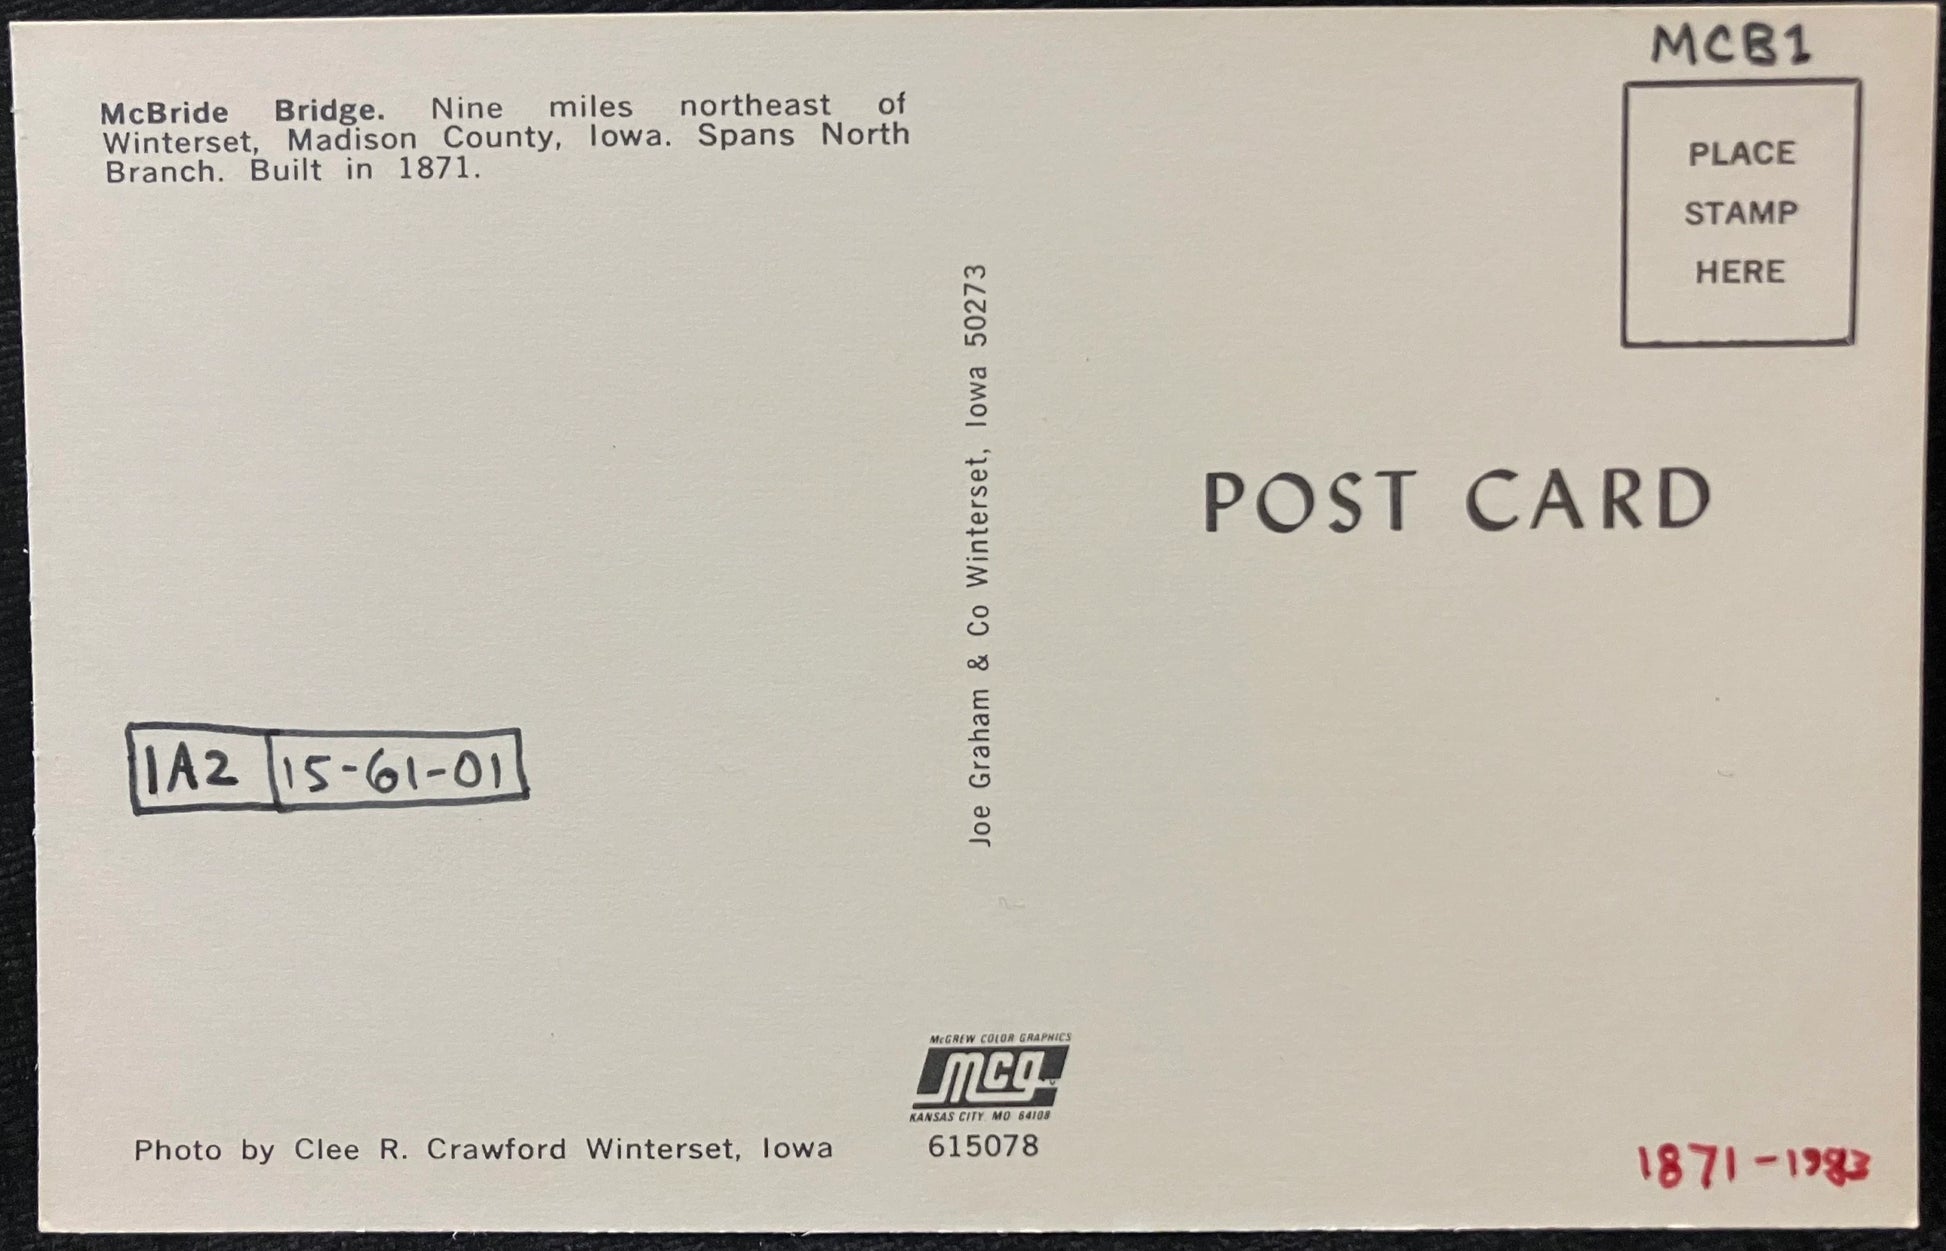 MCB1
PLACE
STAMP
HERE
McBride Bridge. Nine miles northeast of
Winterset, Madison County, Iowa. Spans North
Branch. Built in 1871.
Joe Graham & Co Winterset, Iowa 50273
POST CARD
IA2 15-61-01
McGREW COLOR GRAPHICS
mcg
KANSAS CITY MO 64108
615078
Photo by Clee R. Crawford Winterset, Iowa
1871-1983